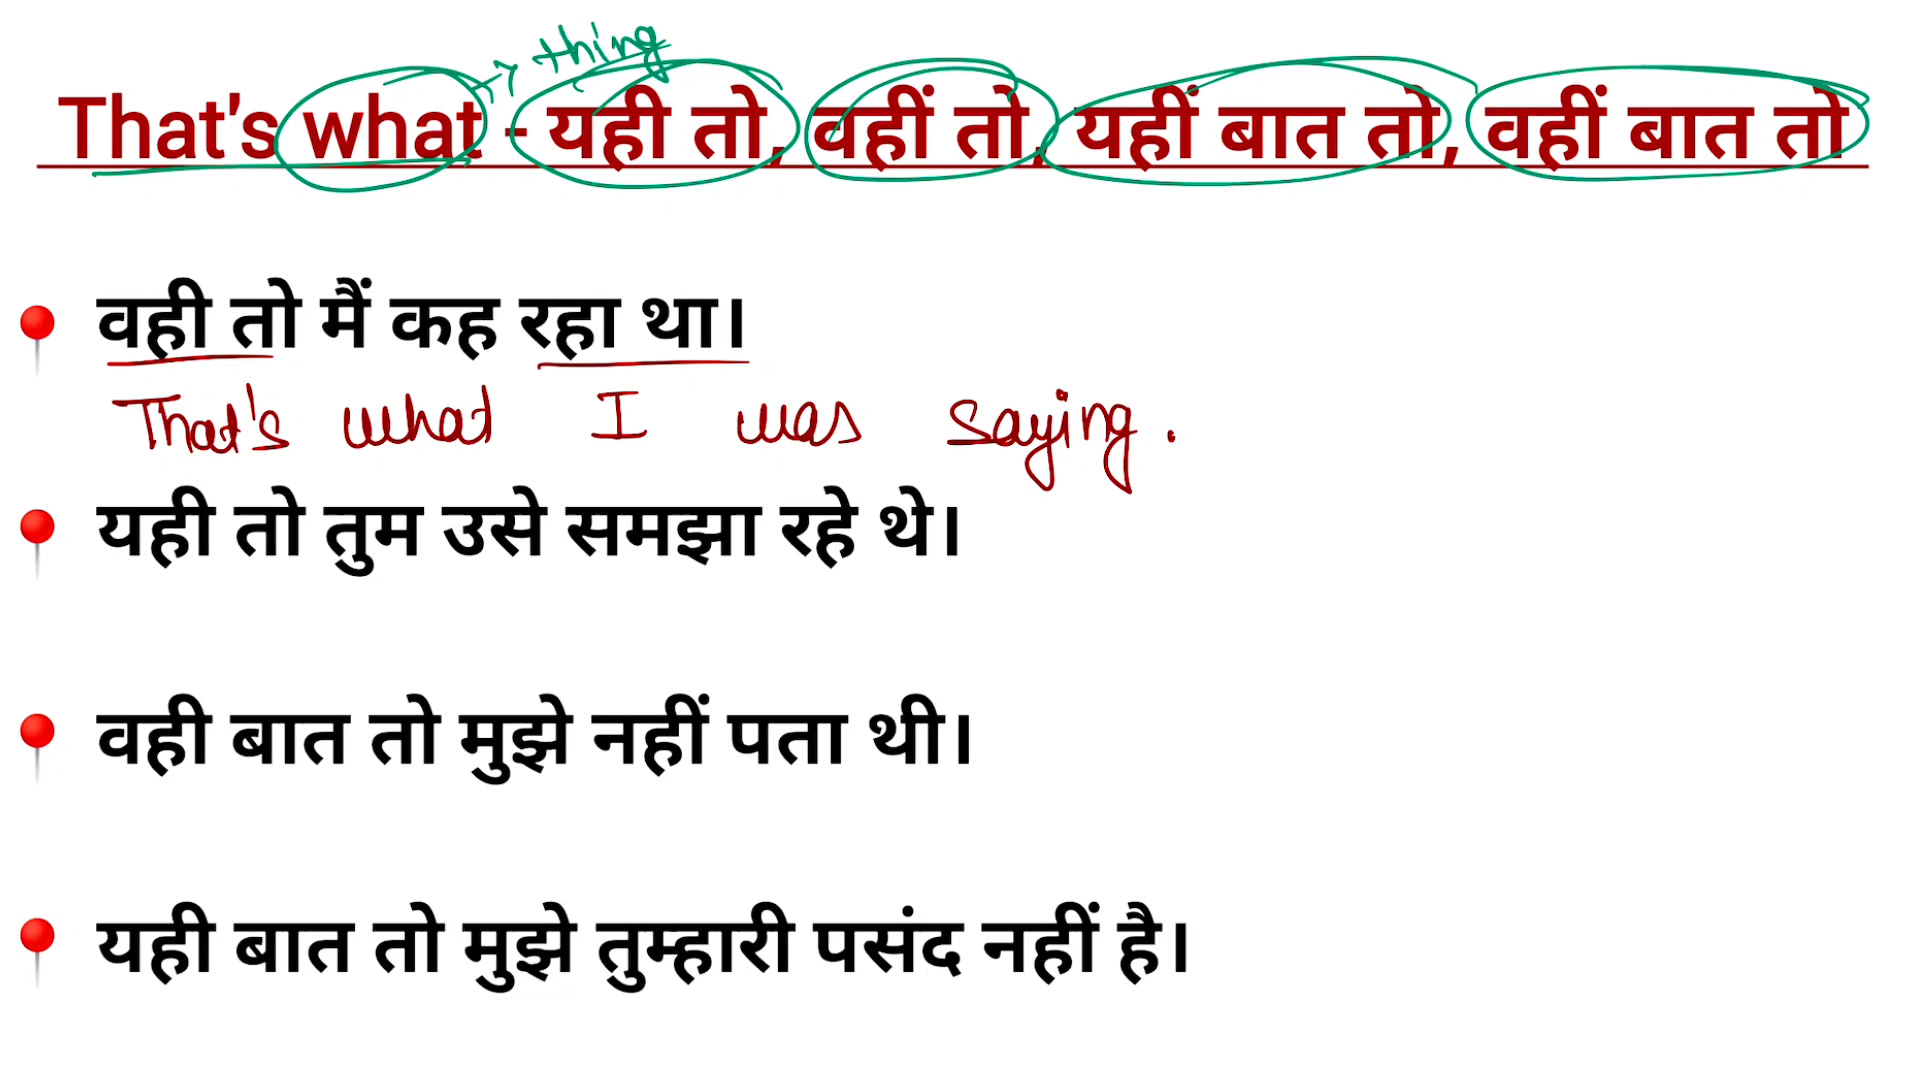 thing
That's what - यही तो, वहीं तो, यहीं बात तो, वहीं बात तो
वही तो मैं कह रहा था।
That's what I was saying.
यही तो तुम उसे समझा रहे थे।
वही बात तो मुझे नहीं पता थी।
यही बात तो मुझे तुम्हारी पसंद नहीं है।